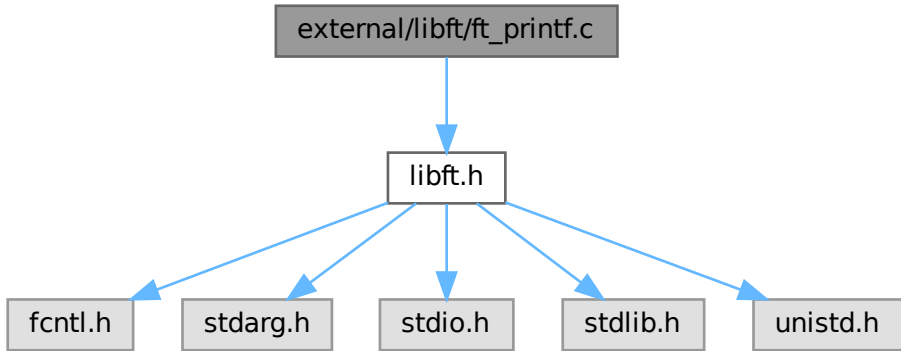 external/libft/ft_printf.c
libft.h
fcntl.h
stdarg.h
stdio.h
stdlib.h
unistd.h